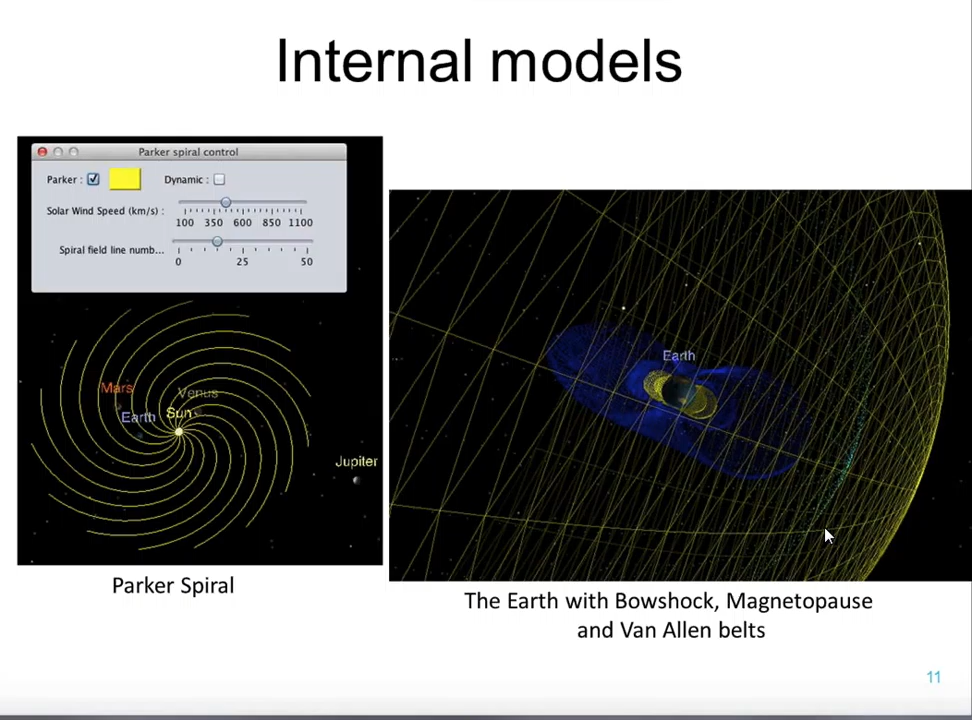 Internal models
Parker spiral control
Parker : Dynamic :
Solar Wind Speed (km/s) :
100 350 600 850 1100
Spiral field line numb...
0 25 50
Mars
Venus
Earth
Sun
Jupiter
Earth
Parker Spiral
The Earth with Bowshock, Magnetopause
and Van Allen belts
11